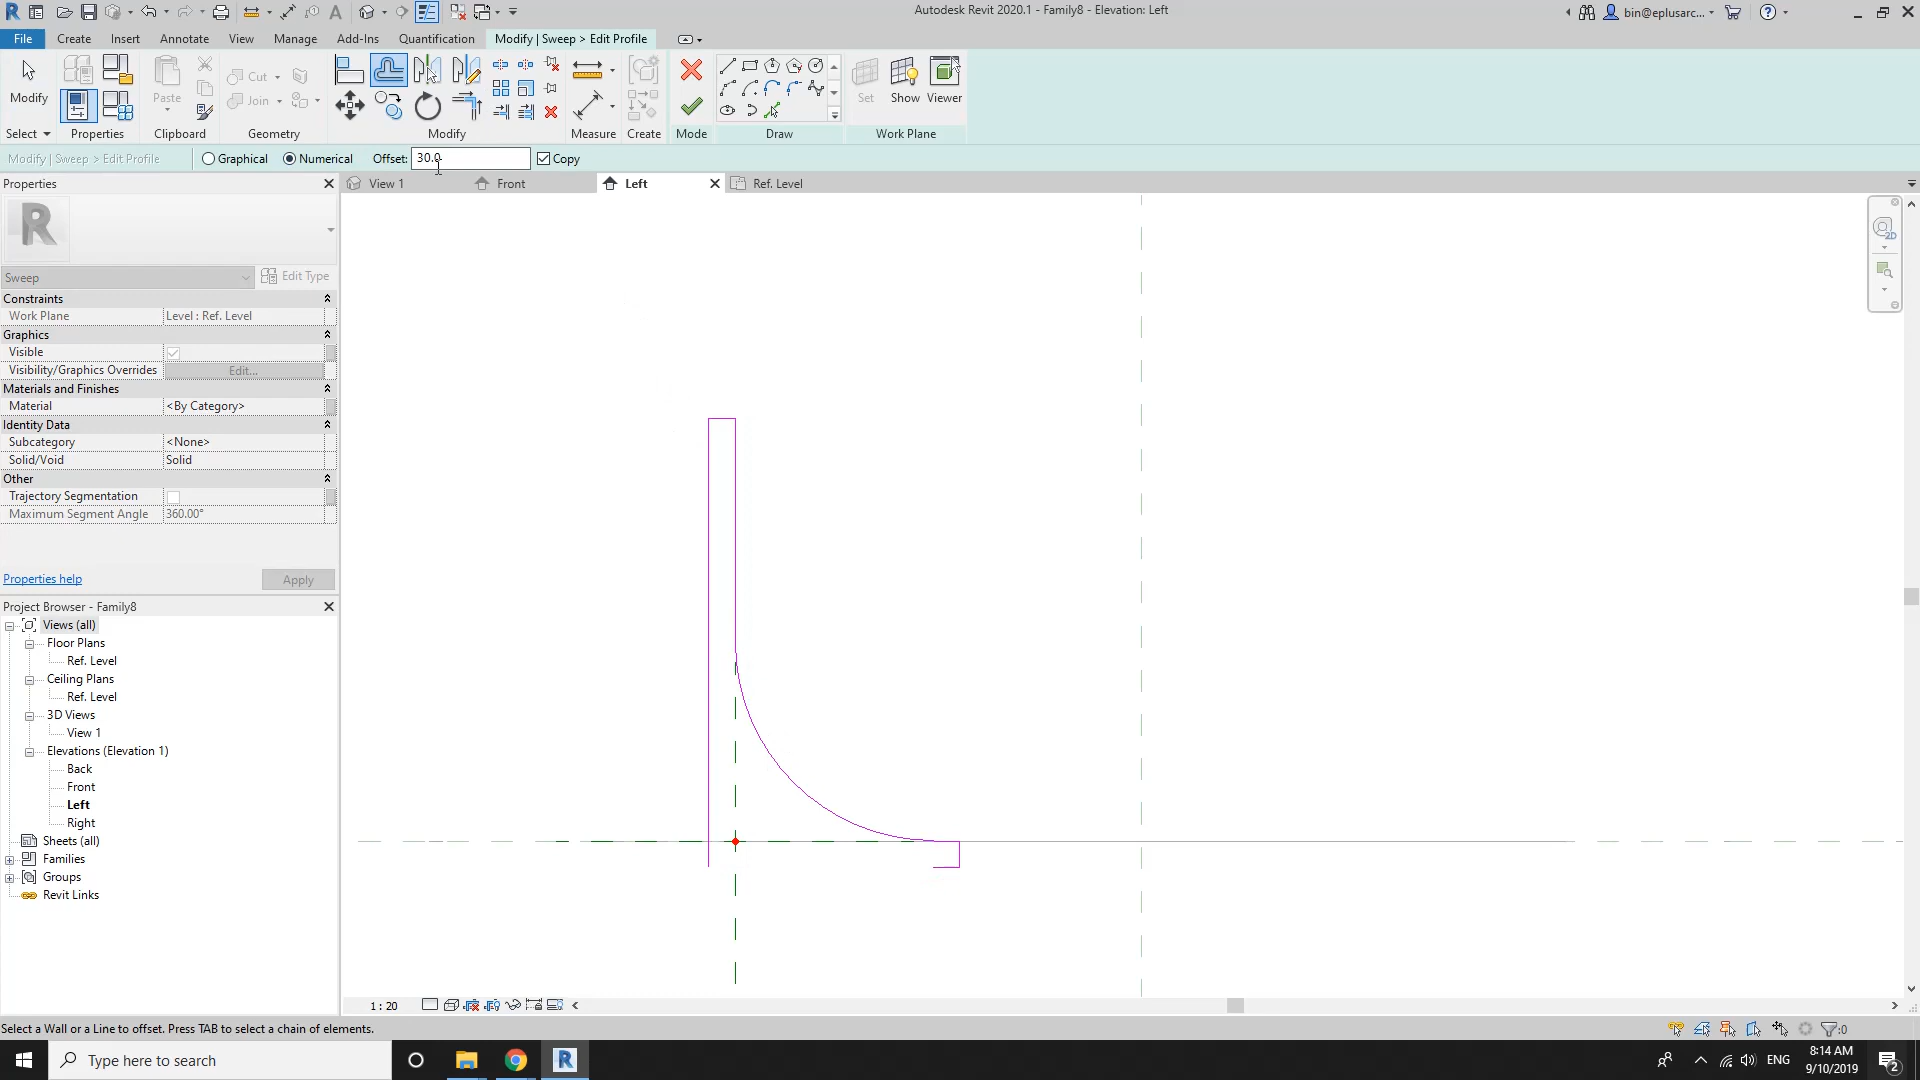 Autodesk Revit 2020.1 - Family8 - Elevation: Left
bin@eplusarc...
File Create Insert Annotate View Manage Add-Ins Quantification Modify | Sweep > Edit Profile
Modify Paste Cut Join Set Show Viewer
Select Properties Clipboard Geometry Modify Measure Create Mode Draw Work Plane
Modify | Sweep > Edit Profile Graphical Numerical Offset: 30.0 Copy
Properties
View 1 Front Left Ref. Level
Sweep Edit Type
Constraints
Work Plane Level : Ref. Level
Graphics
Visible
Visibility/Graphics Overrides Edit...
Materials and Finishes
Material <By Category>
Identity Data
Subcategory <None>
Solid/Void Solid
Other
Trajectory Segmentation
Maximum Segment Angle 360.00°
Properties help Apply
Project Browser - Family8
Views (all)
Floor Plans
Ref. Level
Ceiling Plans
Ref. Level
3D Views
View 1
Elevations (Elevation 1)
Back
Front
Left
Right
Sheets (all)
Families
Groups
Revit Links
2D
1 : 20
Select a Wall or a Line to offset. Press TAB to select a chain of elements.
:0
Type here to search
ENG
8:14 AM
9/10/2019
2